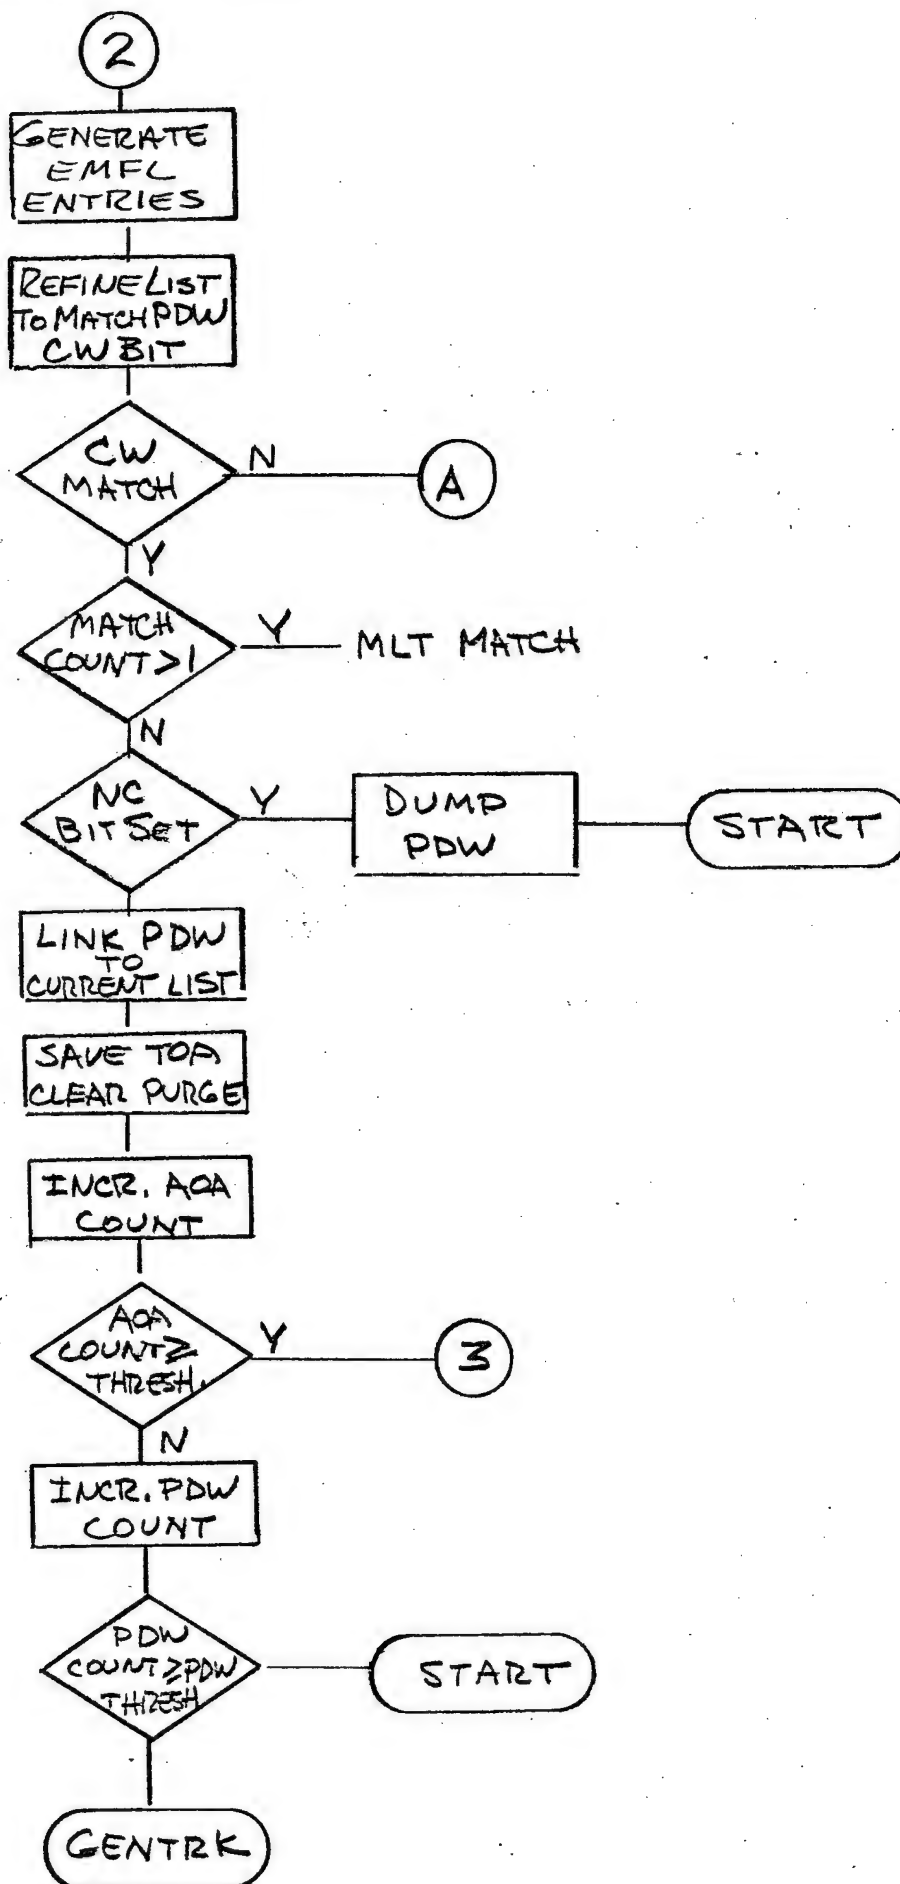 2
GENERATE
EMFL
ENTRIES
REFINE LIST
TO MATCH PDW
CW BIT
CW
MATCH
N
A
Y
MATCH
COUNT >1
Y
MLT MATCH
N
NC
BIT SET
Y
DUMP
PDW
START
LINK PDW
TO
CURRENT LIST
SAVE TOA
CLEAR PURGE
INCR. AOA
COUNT
AOA
COUNT ≥
THRESH.
Y
3
N
INCR. PDW
COUNT
PDW
COUNT ≥ PDW
THRESH
START
GENTRK